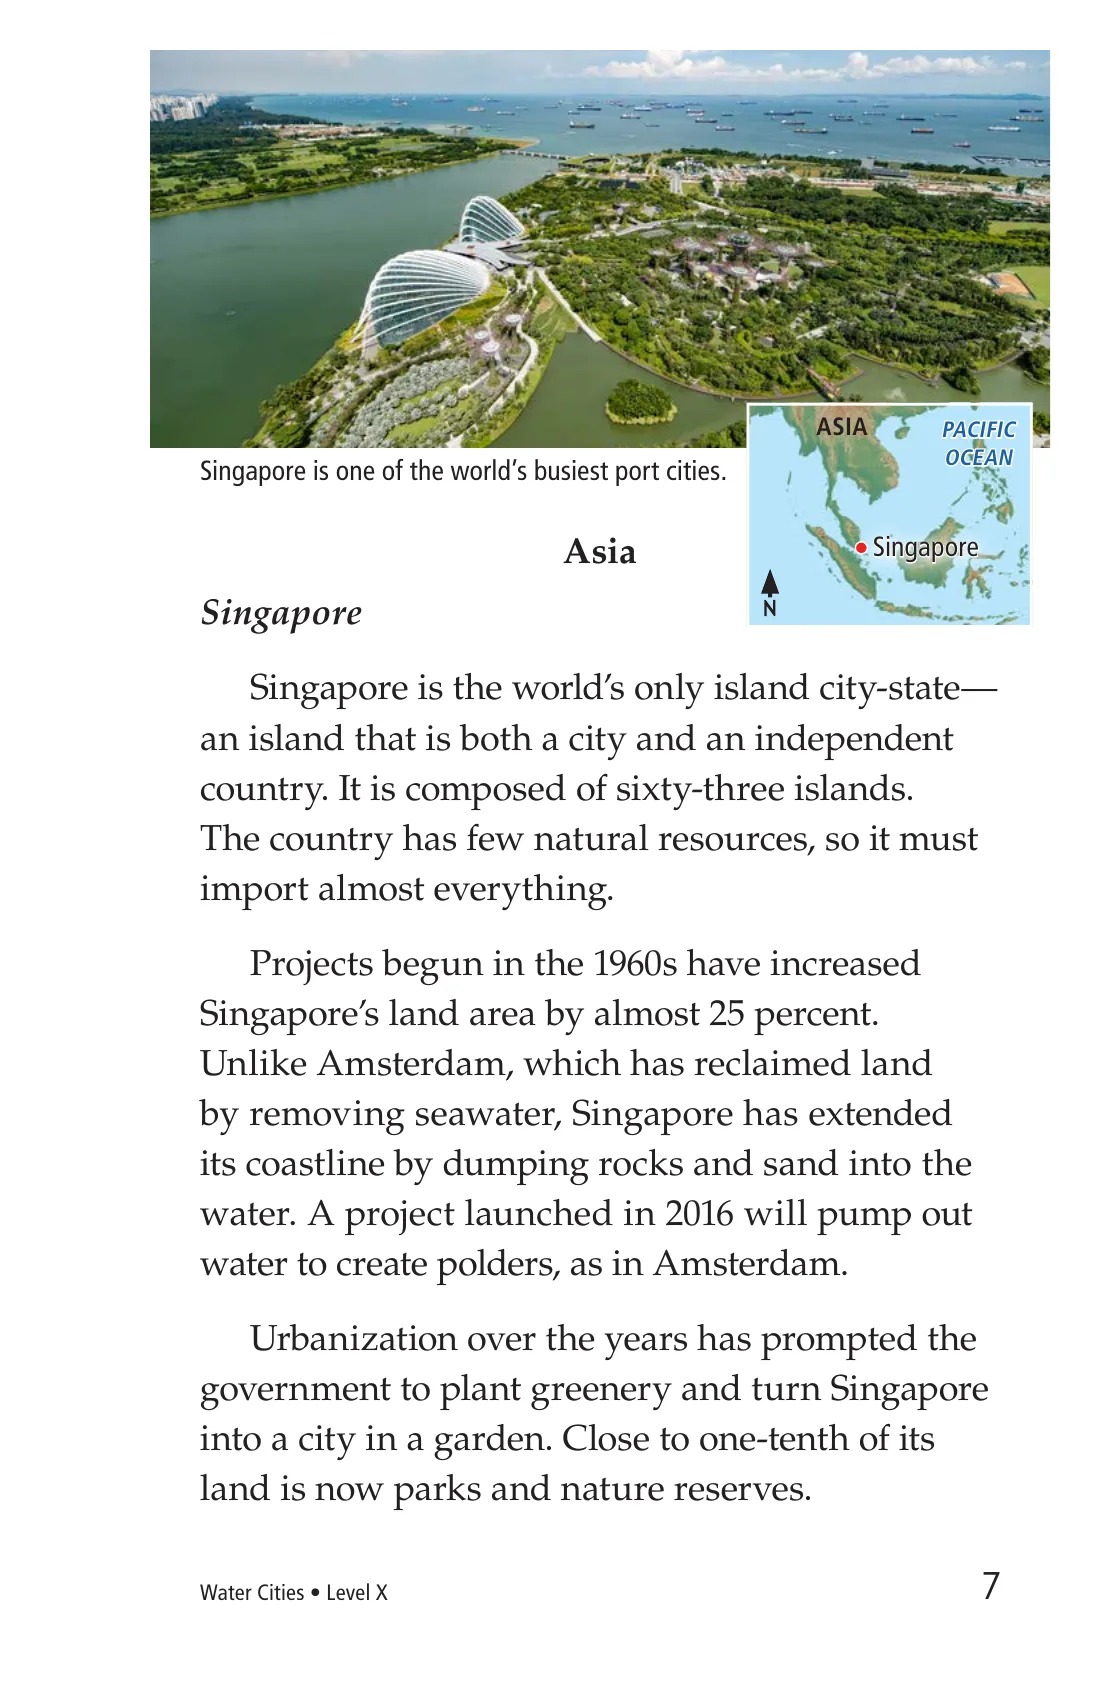 ASIA
PACIFIC
OCEAN
Singapore
N
Singapore is one of the world’s busiest port cities.
Asia
Singapore
Singapore is the world’s only island city-state—
an island that is both a city and an independent
country. It is composed of sixty-three islands.
The country has few natural resources, so it must
import almost everything.
Projects begun in the 1960s have increased
Singapore’s land area by almost 25 percent.
Unlike Amsterdam, which has reclaimed land
by removing seawater, Singapore has extended
its coastline by dumping rocks and sand into the
water. A project launched in 2016 will pump out
water to create polders, as in Amsterdam.
Urbanization over the years has prompted the
government to plant greenery and turn Singapore
into a city in a garden. Close to one-tenth of its
land is now parks and nature reserves.
Water Cities • Level X
7